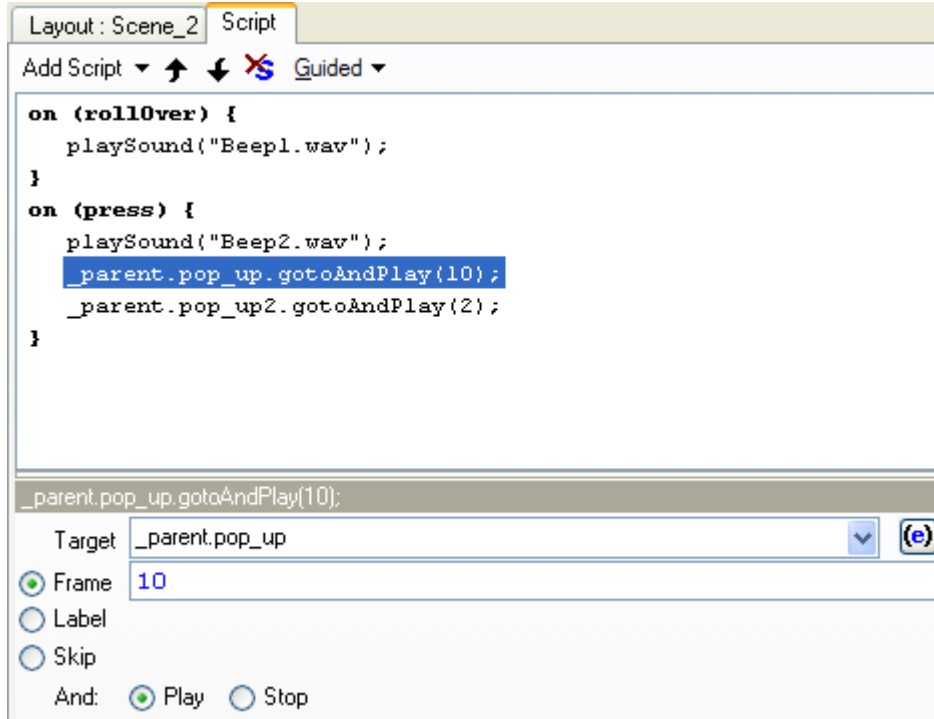 Layout : Scene_2 Script
Add Script Guided
on (rollOver) {
playSound("Beep1.wav");
}
on (press) {
playSound("Beep2.wav");
_parent.pop_up.gotoAndPlay(10);
_parent.pop_up2.gotoAndPlay(2);
}
_parent.pop_up.gotoAndPlay(10);
Target _parent.pop_up (e)
Frame 10
Label
Skip
And: Play Stop